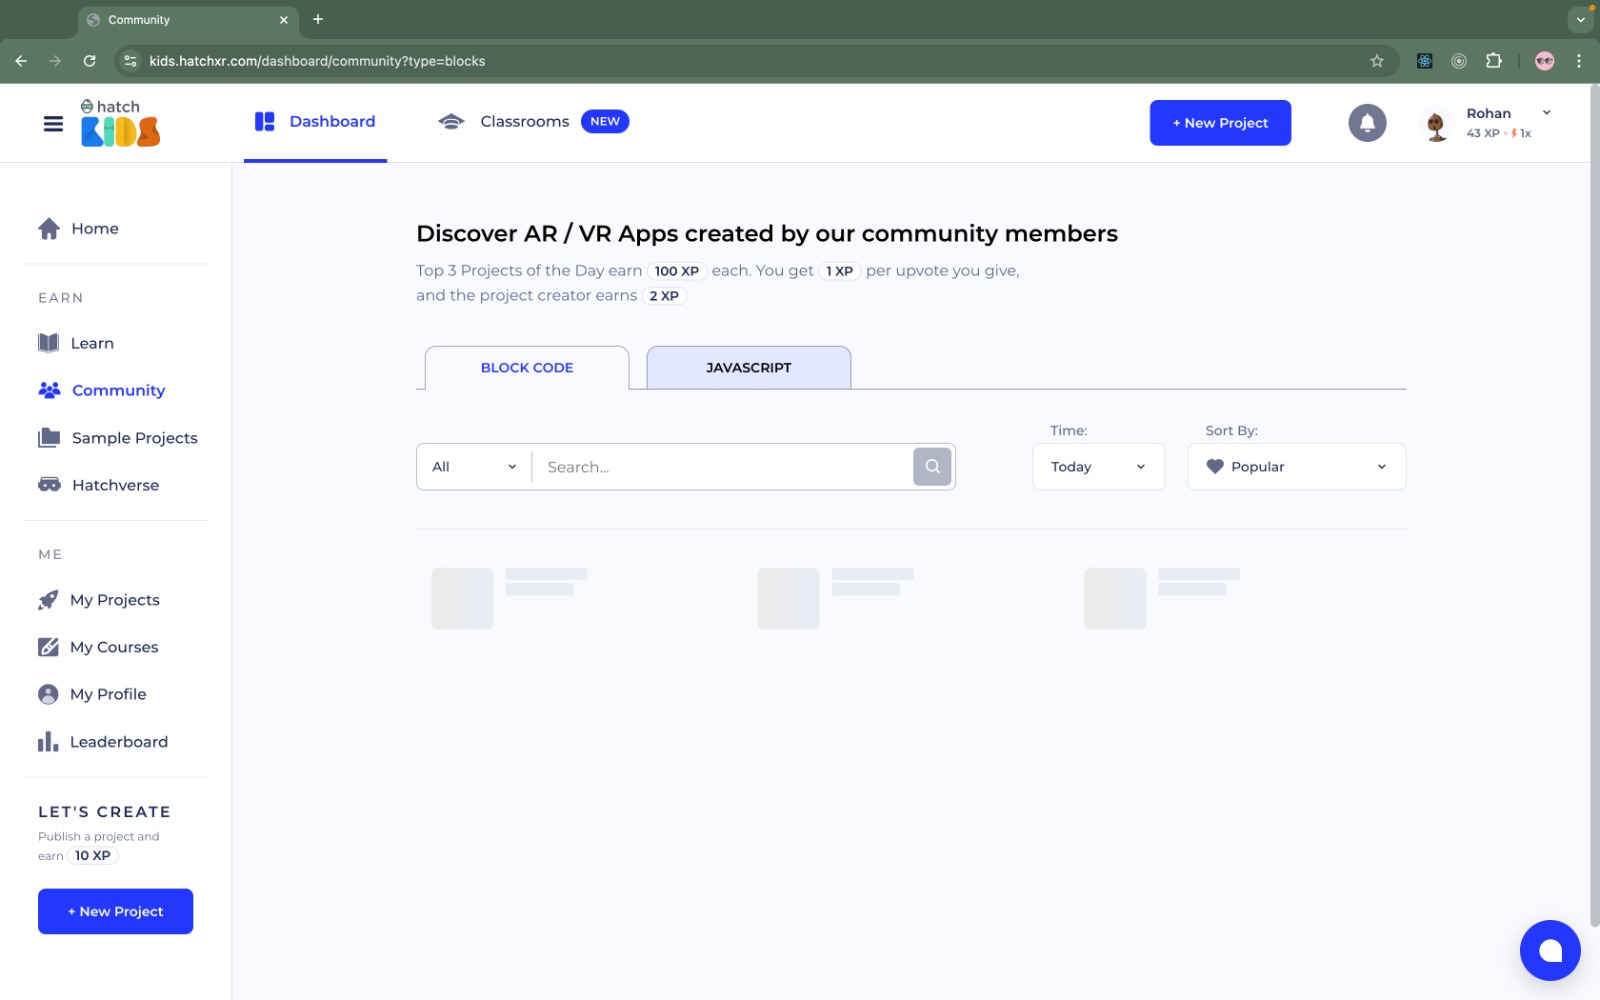 Community
kids.hatchxr.com/dashboard/community?type=blocks
hatch
KIDS
Dashboard
Classrooms NEW
+ New Project
Rohan
43 XP • 1x
Home
EARN
Learn
Community
Sample Projects
Hatchverse
ME
My Projects
My Courses
My Profile
Leaderboard
LET'S CREATE
Publish a project and
earn 10 XP
+ New Project
Discover AR / VR Apps created by our community members
Top 3 Projects of the Day earn 100 XP each. You get 1 XP per upvote you give,
and the project creator earns 2 XP
BLOCK CODE
JAVASCRIPT
Time:
Sort By:
All
Search...
Today
Popular